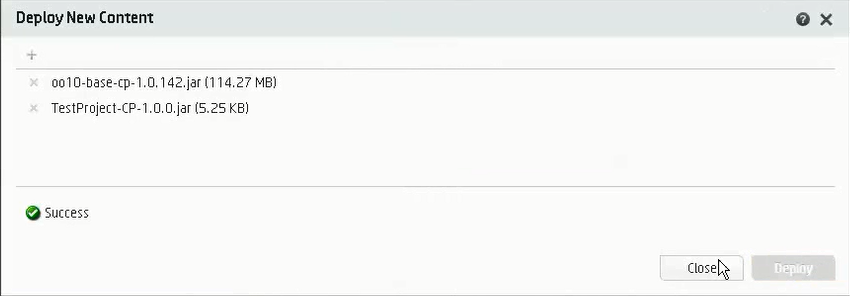 Deploy New Content
oo10-base-cp-1.0.142.jar (114.27 MB)
TestProject-CP-1.0.0.jar (5.25 KB)
Success
Close
Deploy